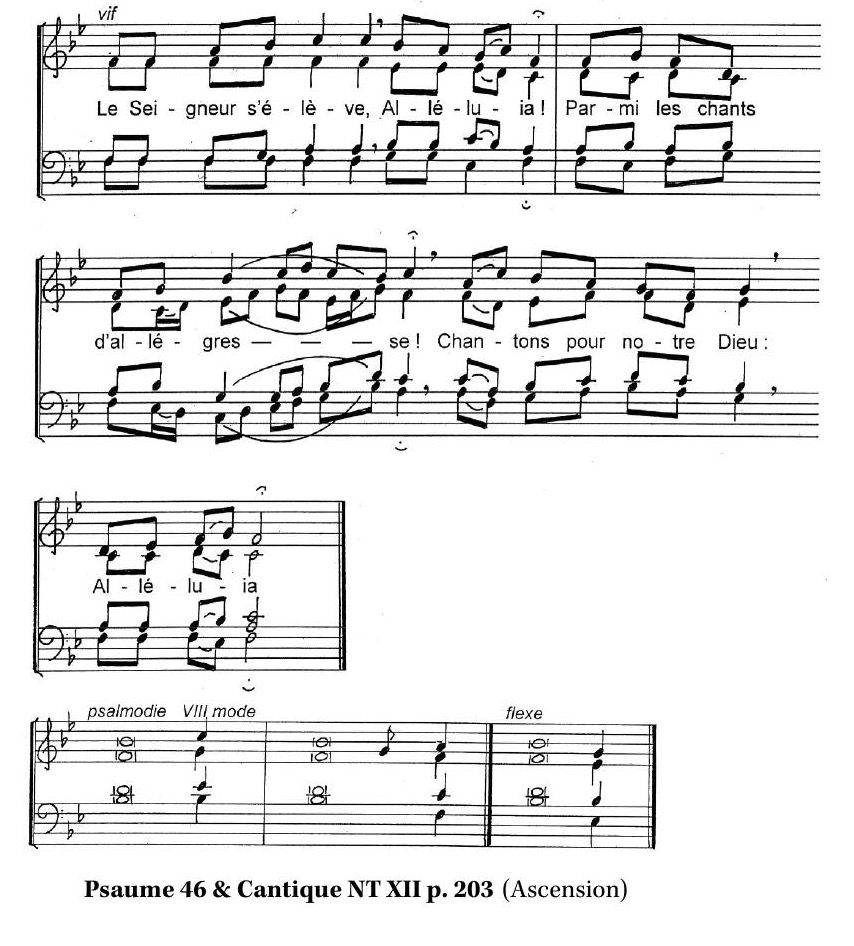 vif
Le Sei - gneur s'é - lè - ve, Al - lé - lu - ia ! Par - mi les chants
d'al - lé - gres — — — se ! Chan - tons pour no - tre Dieu :
Al - lé - lu - ia
psalmodie VIII mode flexe
Psaume 46 & Cantique NT XII p. 203 (Ascension)